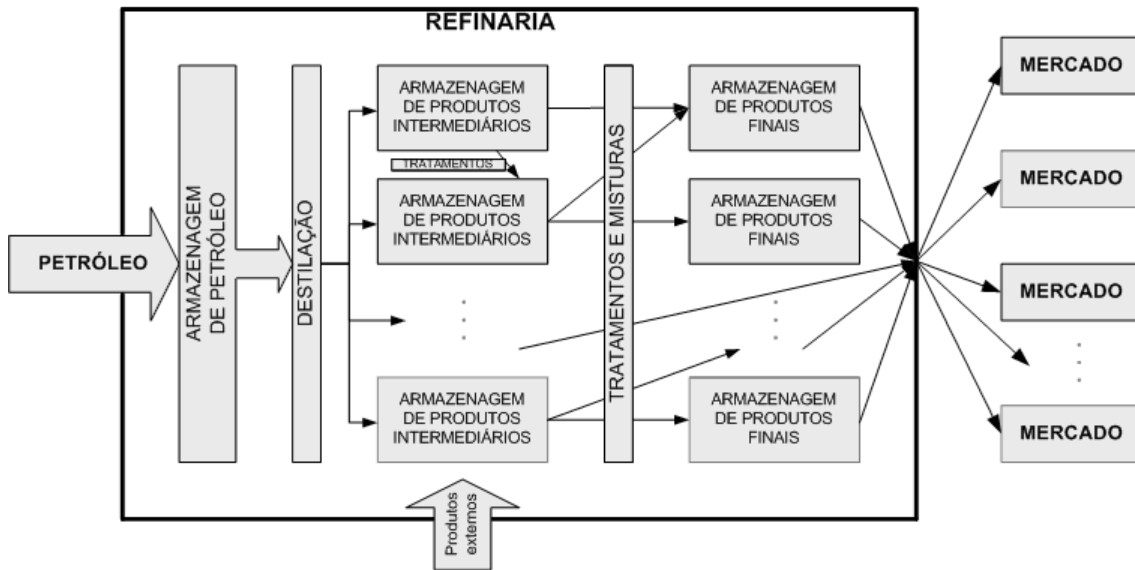 REFINARIA
PETRÓLEO
ARMAZENAGEM
DE PETRÓLEO
DESTILAÇÃO
ARMAZENAGEM
DE PRODUTOS
INTERMEDIÁRIOS
TRATAMENTOS
ARMAZENAGEM
DE PRODUTOS
INTERMEDIÁRIOS
ARMAZENAGEM
DE PRODUTOS
INTERMEDIÁRIOS
Produtos
externos
TRATAMENTOS E MISTURAS
ARMAZENAGEM
DE PRODUTOS
FINAIS
ARMAZENAGEM
DE PRODUTOS
FINAIS
ARMAZENAGEM
DE PRODUTOS
FINAIS
MERCADO
MERCADO
MERCADO
MERCADO